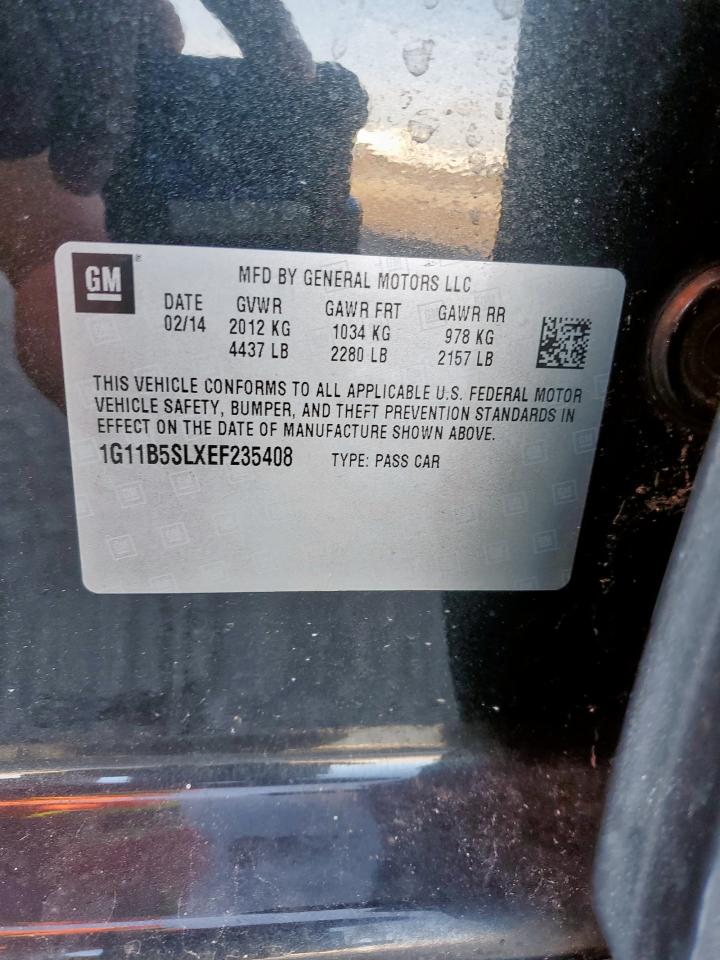 GM
MFD BY GENERAL MOTORS LLC
DATE GVWR GAWR FRT GAWR RR
02/14 2012 KG 1034 KG 978 KG
4437 LB 2280 LB 2157 LB
THIS VEHICLE CONFORMS TO ALL APPLICABLE U.S. FEDERAL MOTOR
VEHICLE SAFETY, BUMPER, AND THEFT PREVENTION STANDARDS IN
EFFECT ON THE DATE OF MANUFACTURE SHOWN ABOVE.
1G11B5SLXEF235408 TYPE: PASS CAR